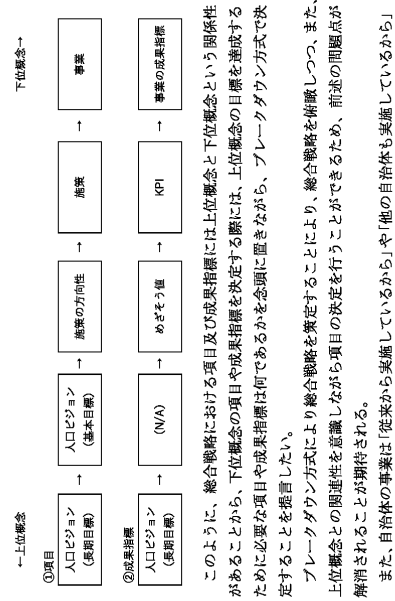 ←上位概念
下位概念→
①項目
人口ビジョン
(長期目標)
→
人口ビジョン
(基本目標)
→
施策の方向性
→
施策
→
事業
②成果指標
人口ビジョン
(長期目標)
→
(N/A)
→
めざそう値
→
KPI
→
事業の成果指標
このように、総合戦略における項目及び成果指標には上位概念と下位概念という関係性
があることから、下位概念の項目や成果指標を決定する際には、上位概念の目標を達成する
ために必要な項目や成果指標は何であるかを念頭に置きながら、ブレークダウン方式で決
定することを提言したい。
ブレークダウン方式により総合戦略を策定することにより、総合戦略を俯瞰しつつ、また、
上位概念との関連性を意識しながら項目の決定を行うことができるため、前述の問題点が
解消されることが期待される。
また、自治体の事業は「従来から実施しているから」や「他の自治体も実施しているから」